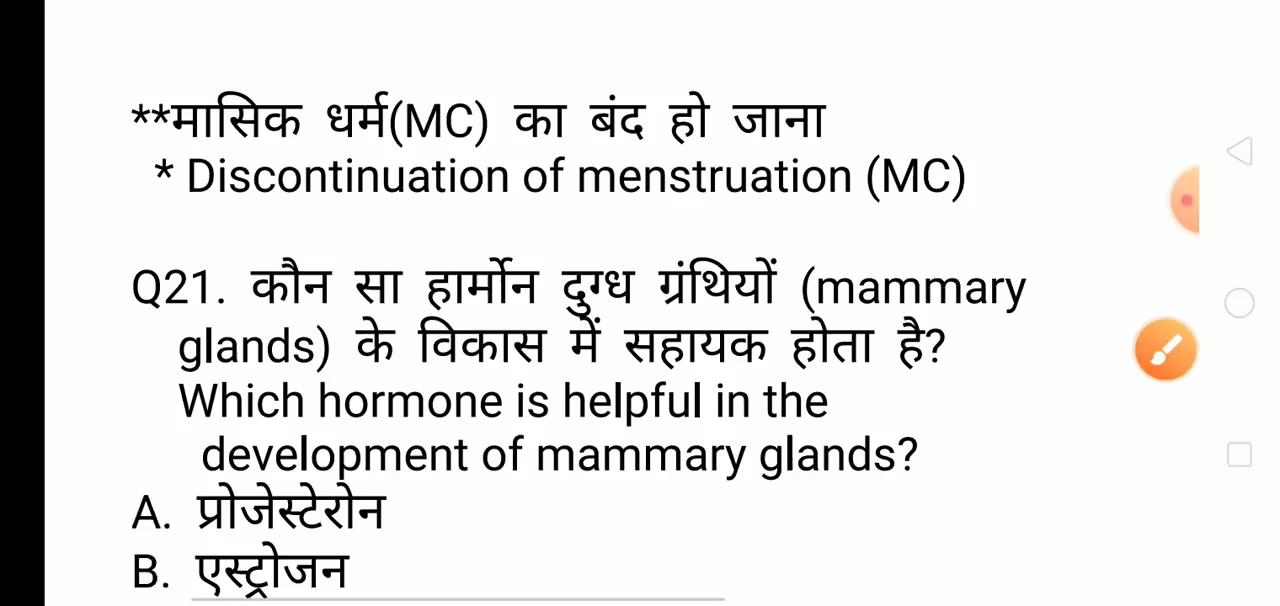 **मासिक धर्म(MC) का बंद हो जाना
* Discontinuation of menstruation (MC)
Q21. कौन सा हार्मोन दुग्ध ग्रंथियों (mammary
glands) के विकास में सहायक होता है?
Which hormone is helpful in the
development of mammary glands?
A. प्रोजेस्टेरोन
B. एस्ट्रोजन